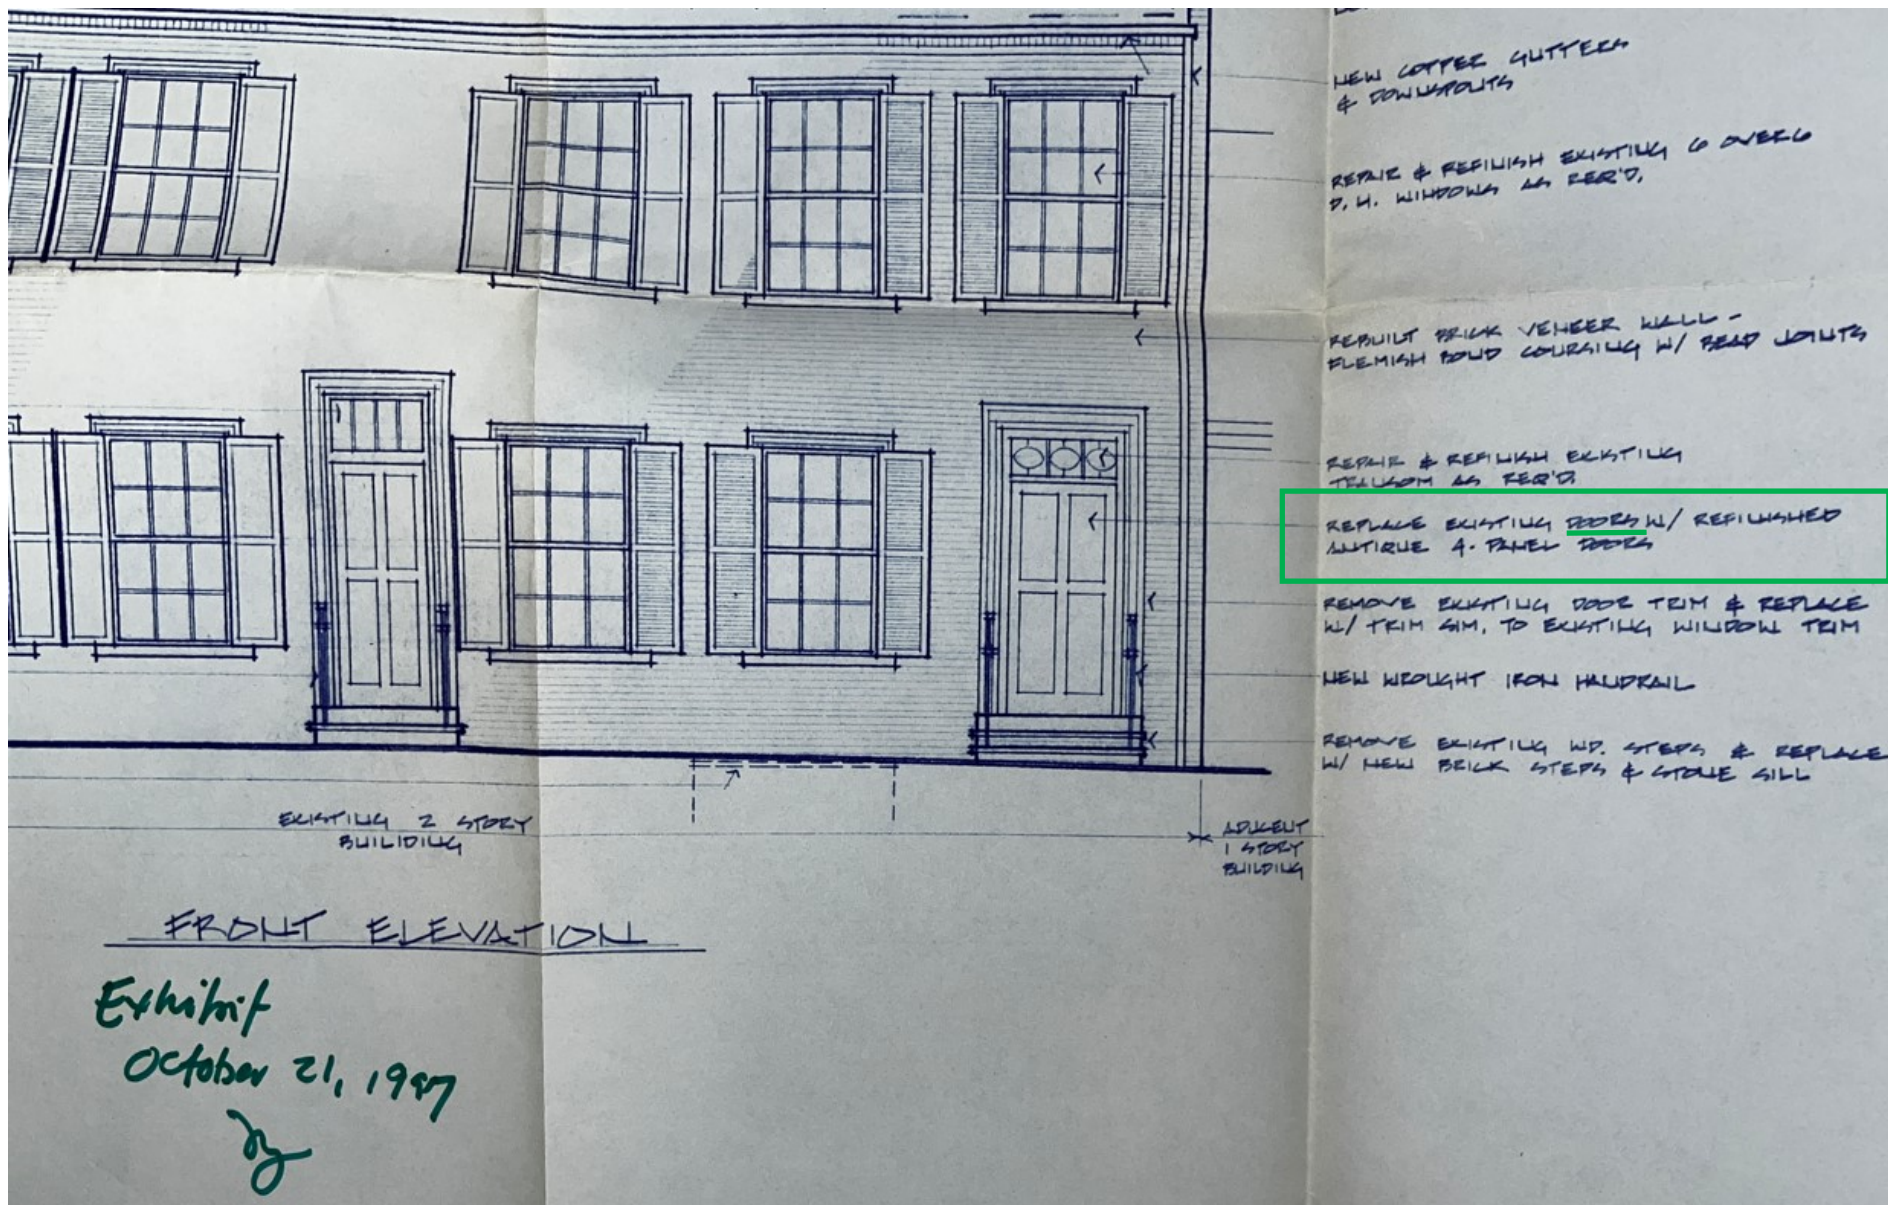 NEW COPPER GUTTERS
& DOWNSPOUTS
REPAIR & REFINISH EXISTING 6 OVER 6
D.H. WINDOWS AS REQ'D.
REBUILT BRICK VENEER WALL -
FLEMISH BOND COURSING W/ BEAD JOINTS
REPAIR & REFINISH EXISTING
TRANSOM AS REQ'D.
REPLACE EXISTING DOORS W/ REFINISHED
ANTIQUE 4-PANEL DOORS
REMOVE EXISTING DOOR TRIM & REPLACE
W/ TRIM SIM. TO EXISTING WINDOW TRIM
NEW WROUGHT IRON HANDRAIL
REMOVE EXISTING WD. STEPS & REPLACE
W/ NEW BRICK STEPS & STONE SILL
EXISTING 2 STORY
BUILIDING
ADJACENT
1 STORY
BUILDING
FRONT ELEVATION
Exhibit
October 21, 1997